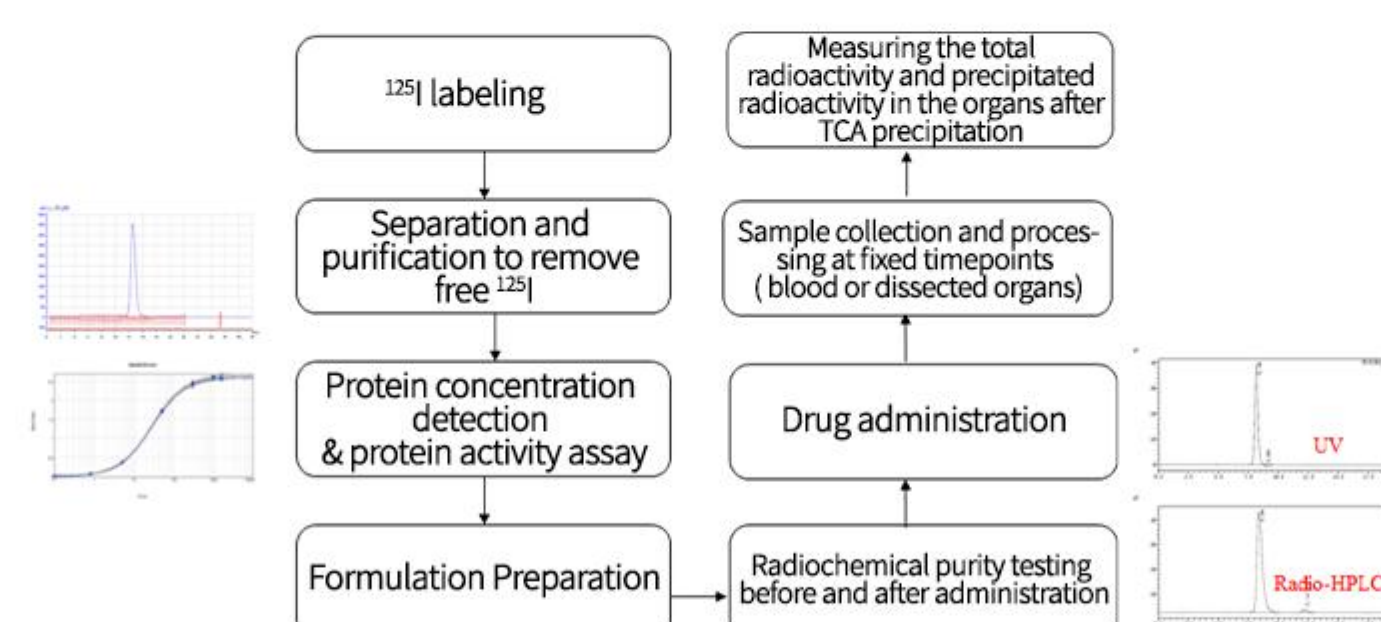 ¹²⁵I labeling
Separation and
purification to remove
free ¹²⁵I
Protein concentration
detection
& protein activity assay
Formulation Preparation
Radiochemical purity testing
before and after administration
Drug administration
Sample collection and proces-
sing at fixed timepoints
( blood or dissected organs)
Measuring the total
radioactivity and precipitated
radioactivity in the organs after
TCA precipitation
UV
Radio-HPLC